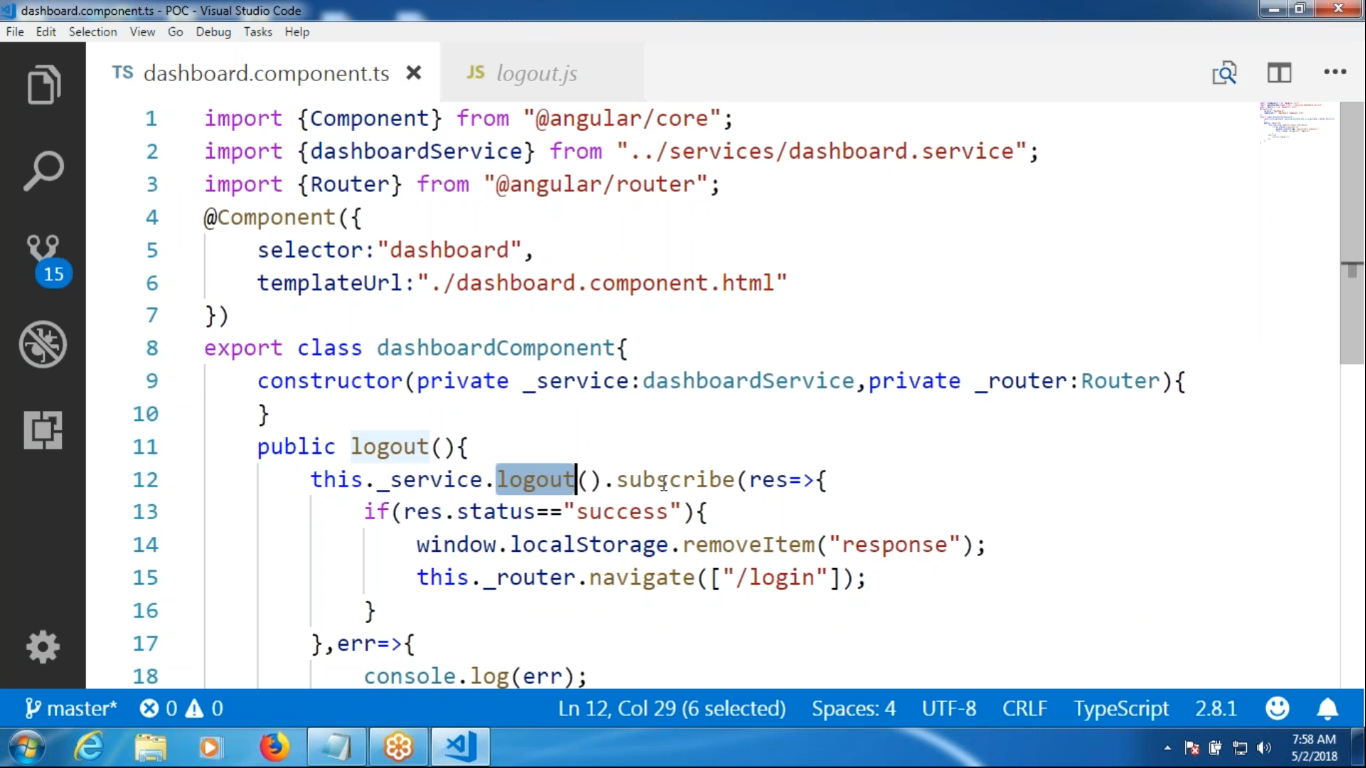 dashboard.component.ts - POC - Visual Studio Code
File Edit Selection View Go Debug Tasks Help
TS dashboard.component.ts JS logout.js
1 import {Component} from "@angular/core";
2 import {dashboardService} from "../services/dashboard.service";
3 import {Router} from "@angular/router";
4 @Component({
5 selector:"dashboard",
6 templateUrl:"./dashboard.component.html"
7 })
8 export class dashboardComponent{
9 constructor(private _service:dashboardService,private _router:Router){
10 }
11 public logout(){
12 this._service.logout().subscribe(res=>{
13 if(res.status=="success"){
14 window.localStorage.removeItem("response");
15 this._router.navigate(["/login"]);
16 }
17 },err=>{
18 console.log(err);
15
master* 0 0 Ln 12, Col 29 (6 selected) Spaces: 4 UTF-8 CRLF TypeScript 2.8.1
7:58 AM
5/2/2018